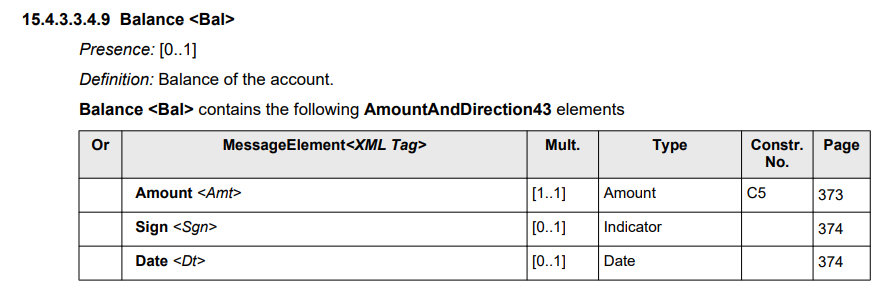 15.4.3.3.4.9 Balance <Bal>
Presence: [0..1]
Definition: Balance of the account.
Balance <Bal> contains the following AmountAndDirection43 elements
Or MessageElement<XML Tag> Mult. Type Constr. No. Page
Amount <Amt> [1..1] Amount C5 373
Sign <Sgn> [0..1] Indicator 374
Date <Dt> [0..1] Date 374